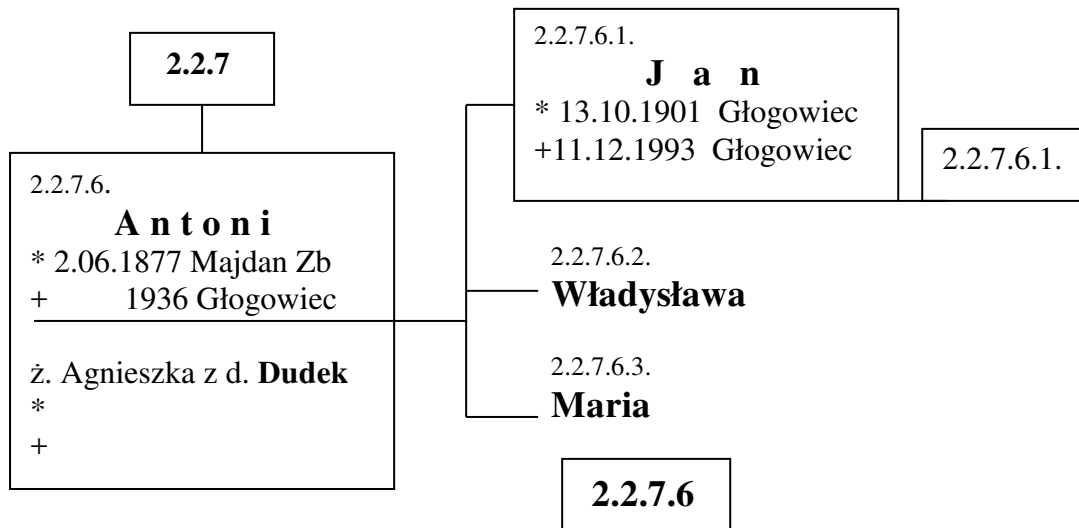 2.2.7
2.2.7.6.
A n t o n i
* 2.06.1877 Majdan Zb
+ 1936 Głogowiec
ż. Agnieszka z d. Dudek
*
+
2.2.7.6.1.
J a n
* 13.10.1901 Głogowiec
+11.12.1993 Głogowiec
2.2.7.6.1.
2.2.7.6.2.
Władysława
2.2.7.6.3.
Maria
2.2.7.6